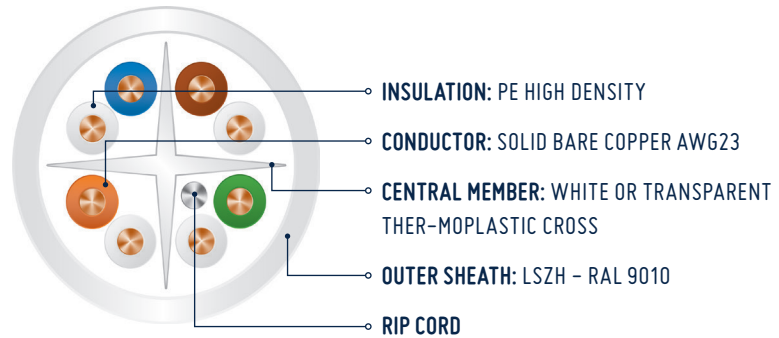 INSULATION: PE HIGH DENSITY
CONDUCTOR: SOLID BARE COPPER AWG23
CENTRAL MEMBER: WHITE OR TRANSPARENT
THER-MOPLASTIC CROSS
OUTER SHEATH: LSZH - RAL 9010
RIP CORD